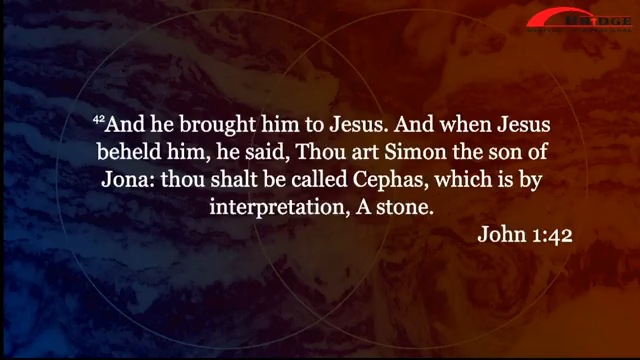 BRIDGE
⁴²And he brought him to Jesus. And when Jesus
beheld him, he said, Thou art Simon the son of
Jona: thou shalt be called Cephas, which is by
interpretation, A stone.
John 1:42